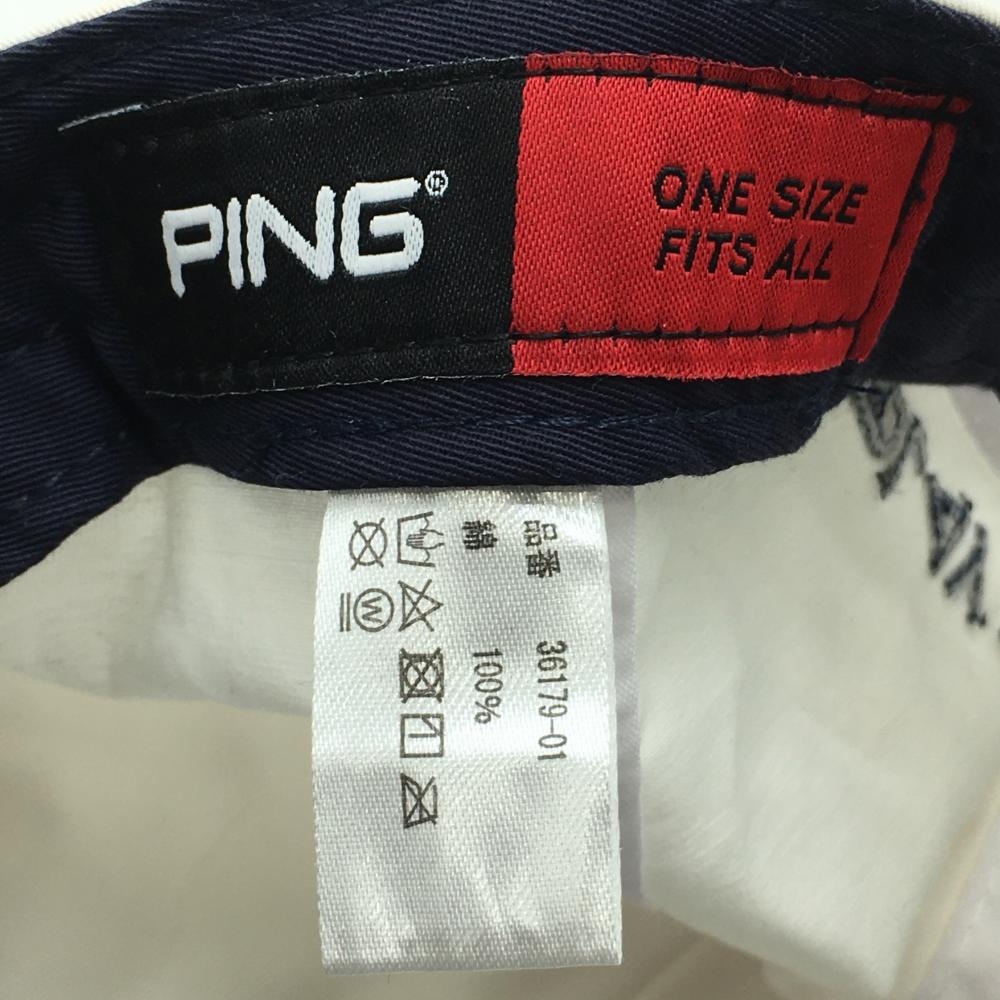 PING®
ONE SIZE
FITS ALL
品番 36179-01
綿 100%
W